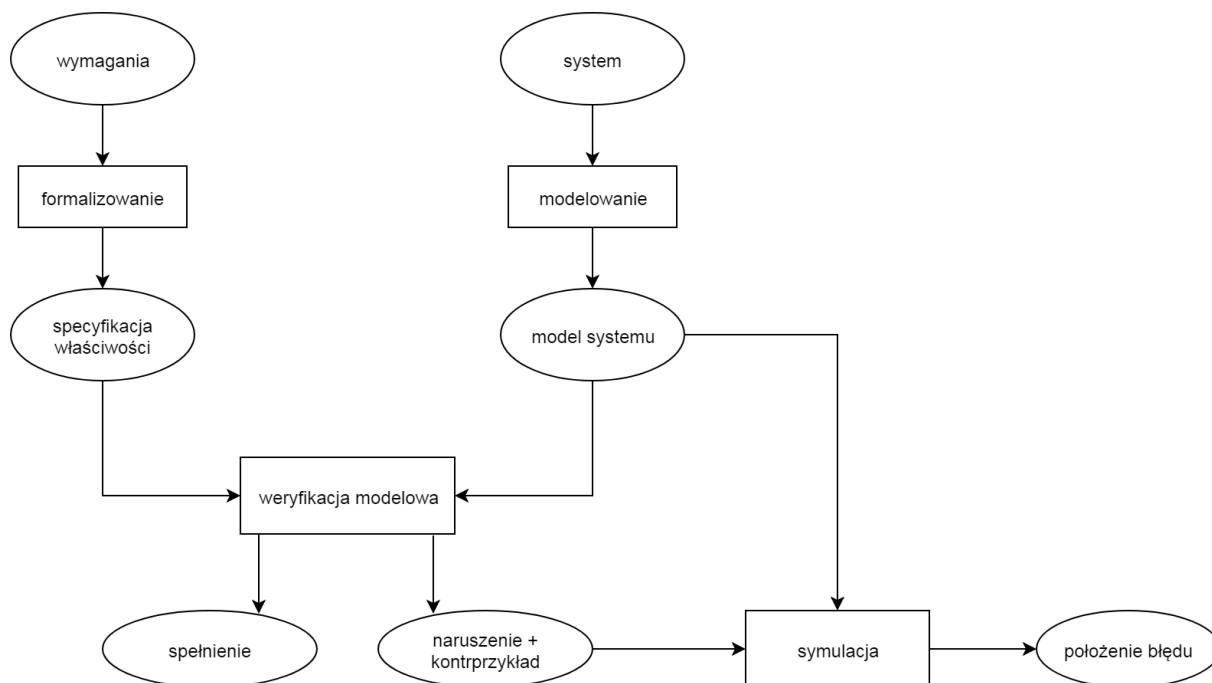 wymagania
system
formalizowanie
modelowanie
specyfikacja
właściwości
model systemu
weryfikacja modelowa
spełnienie
naruszenie +
kontrprzykład
symulacja
położenie błędu